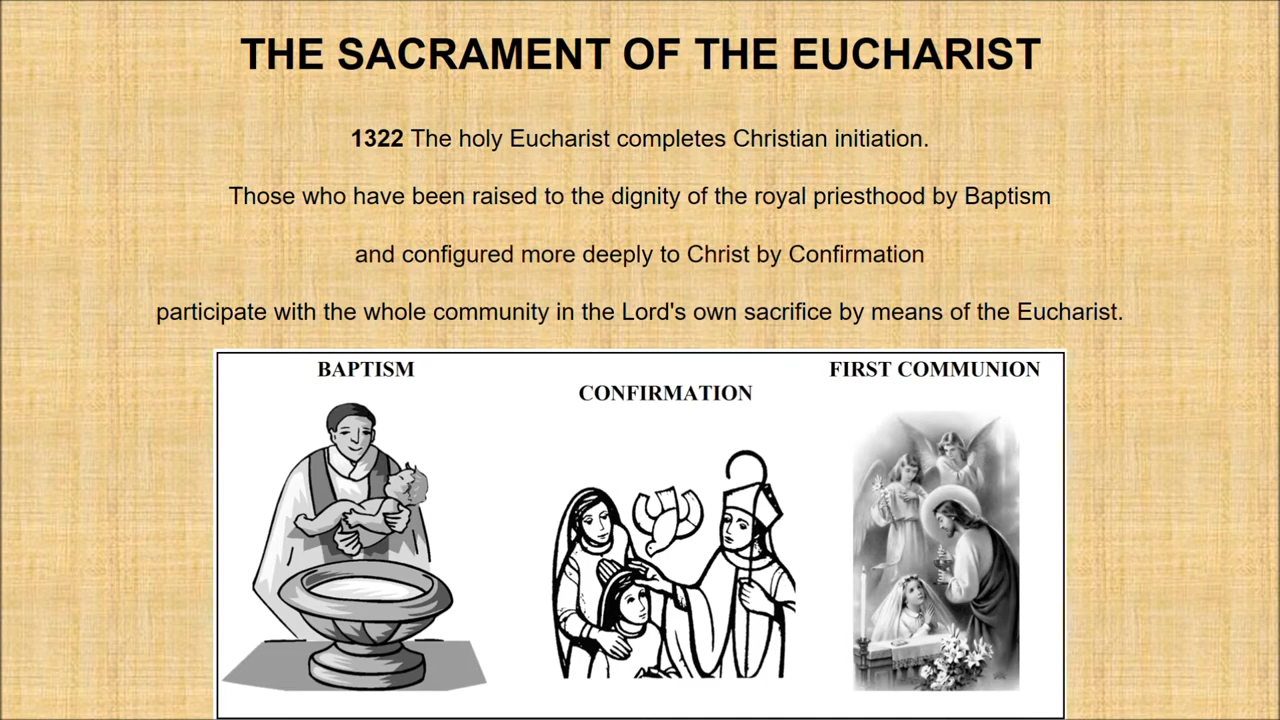 THE SACRAMENT OF THE EUCHARIST
1322 The holy Eucharist completes Christian initiation.
Those who have been raised to the dignity of the royal priesthood by Baptism
and configured more deeply to Christ by Confirmation
participate with the whole community in the Lord's own sacrifice by means of the Eucharist.
BAPTISM
CONFIRMATION
FIRST COMMUNION